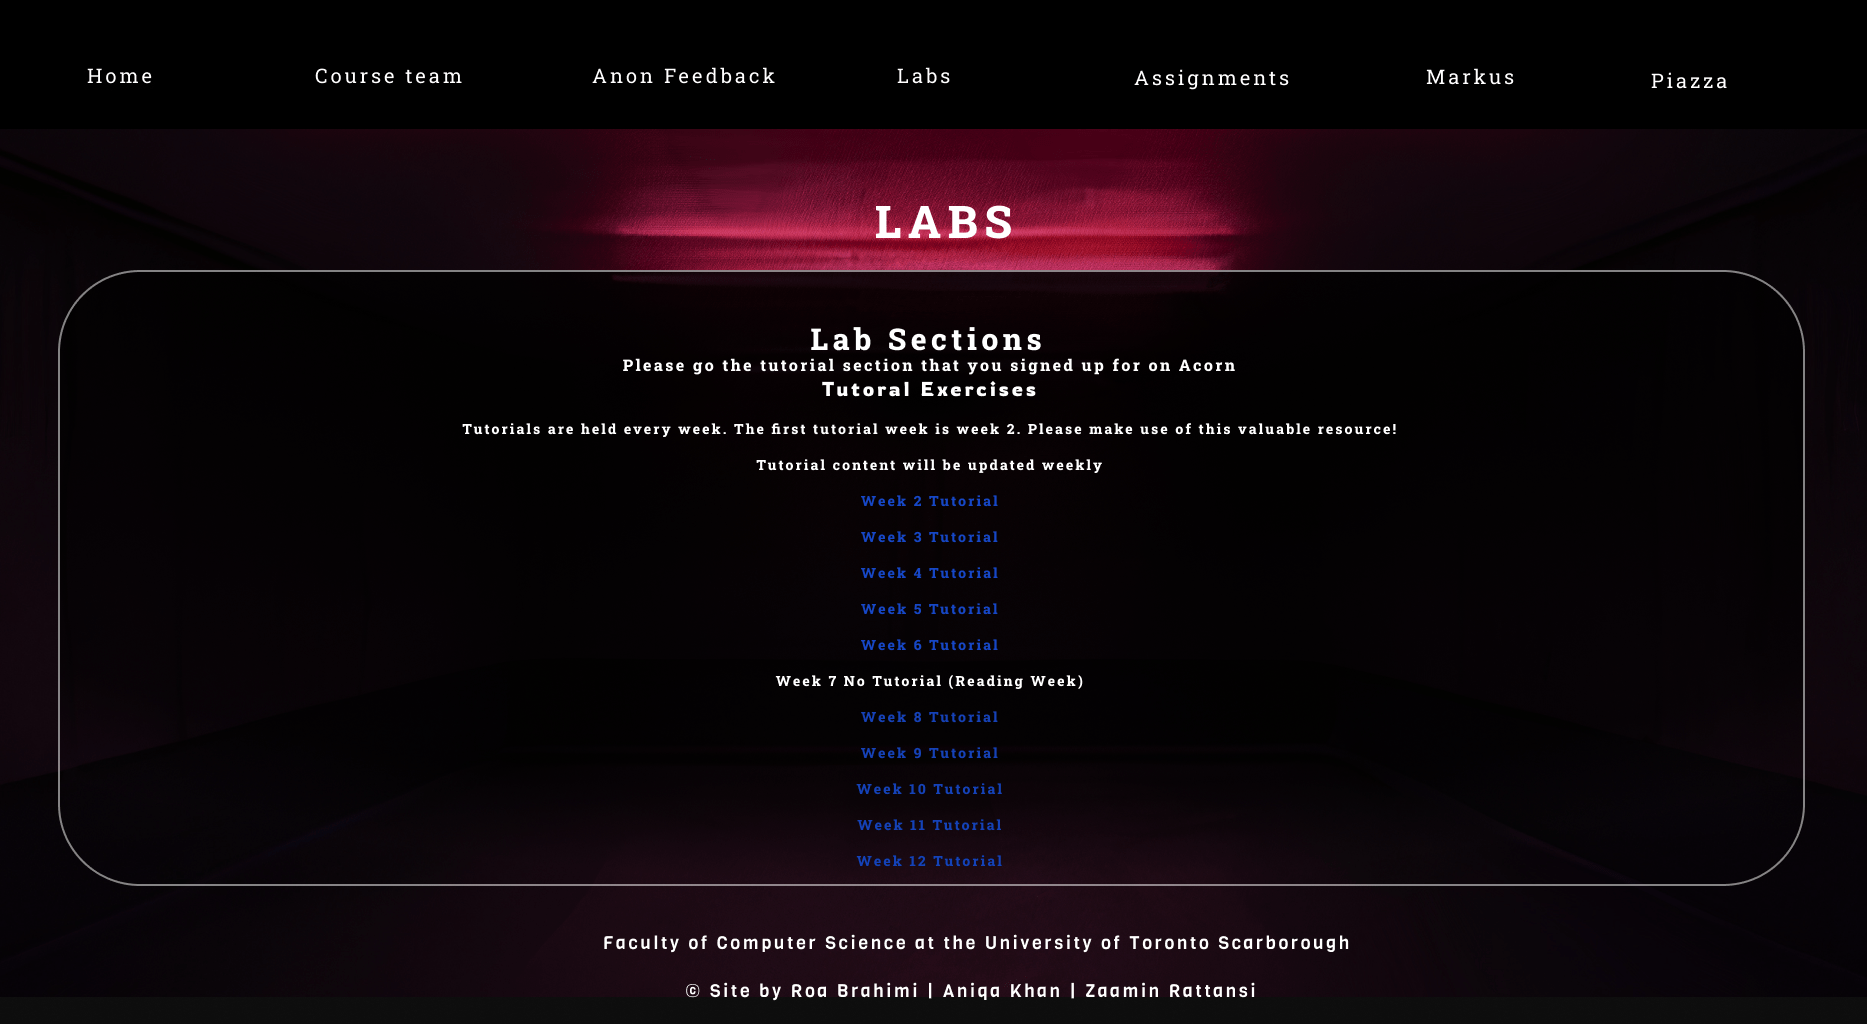 Home Course team Anon Feedback Labs Assignments Markus Piazza
LABS
Lab Sections
Please go the tutorial section that you signed up for on Acorn
Tutoral Exercises
Tutorials are held every week. The first tutorial week is week 2. Please make use of this valuable resource!
Tutorial content will be updated weekly
Week 2 Tutorial
Week 3 Tutorial
Week 4 Tutorial
Week 5 Tutorial
Week 6 Tutorial
Week 7 No Tutorial (Reading Week)
Week 8 Tutorial
Week 9 Tutorial
Week 10 Tutorial
Week 11 Tutorial
Week 12 Tutorial
Faculty of Computer Science at the University of Toronto Scarborough
© Site by Roa Brahimi | Aniqa Khan | Zaamin Rattansi